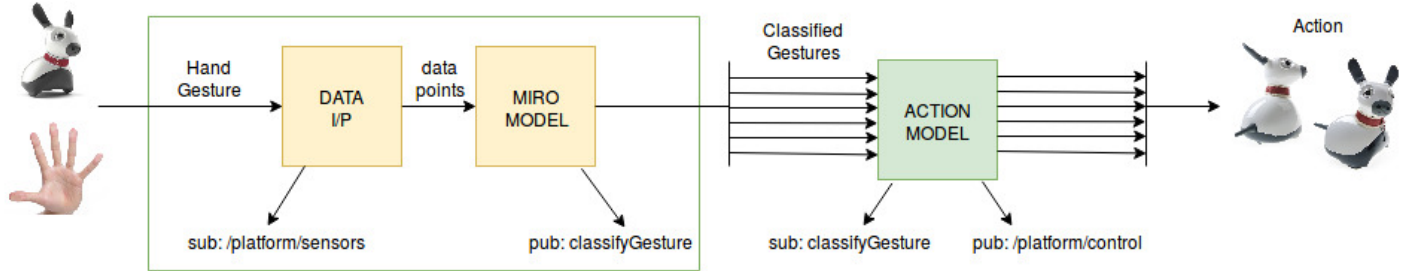 Hand
Gesture
DATA
I/P
data
points
MIRO
MODEL
Classified
Gestures
ACTION
MODEL
Action
sub: /platform/sensors
pub: classifyGesture
sub: classifyGesture
pub: /platform/control